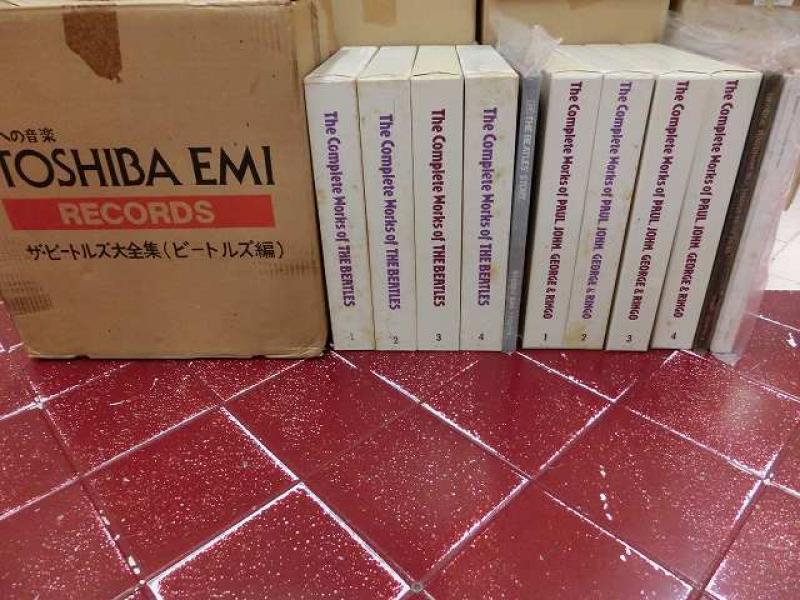 への音楽
TOSHIBA EMI
RECORDS
ザ・ビートルズ大全集(ビートルズ編)
The Complete Works of THE BEATLES
1
The Complete Works of THE BEATLES
2
The Complete Works of THE BEATLES
3
The Complete Works of THE BEATLES
4
THE BEATLES STORY
The Complete Works of PAUL, JOHN, GEORGE & RINGO
1
The Complete Works of PAUL, JOHN, GEORGE & RINGO
2
The Complete Works of PAUL, JOHN, GEORGE & RINGO
3
The Complete Works of PAUL, JOHN, GEORGE & RINGO
4